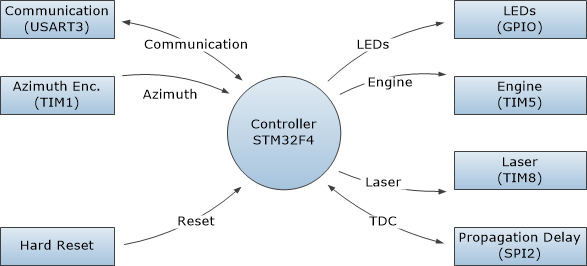 Communication
(USART3)
Communication
LEDs
(GPIO)
LEDs
Azimuth Enc.
(TIM1)
Azimuth
Engine
Engine
(TIM5)
Controller
STM32F4
Laser
Laser
(TIM8)
Hard Reset
Reset
TDC
Propagation Delay
(SPI2)